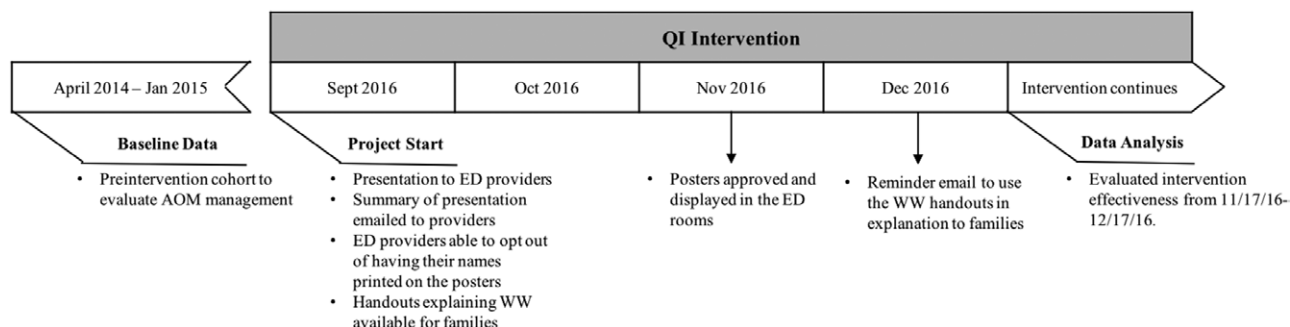 QI Intervention
April 2014 – Jan 2015
Sept 2016
Oct 2016
Nov 2016
Dec 2016
Intervention continues
Baseline Data
• Preintervention cohort to
evaluate AOM management
Project Start
• Presentation to ED providers
• Summary of presentation
emailed to providers
• ED providers able to opt out
of having their names
printed on the posters
• Handouts explaining WW
available for families
• Posters approved and
displayed in the ED
rooms
• Reminder email to use
the WW handouts in
explanation to families
Data Analysis
• Evaluated intervention
effectiveness from 11/17/16-
12/17/16.